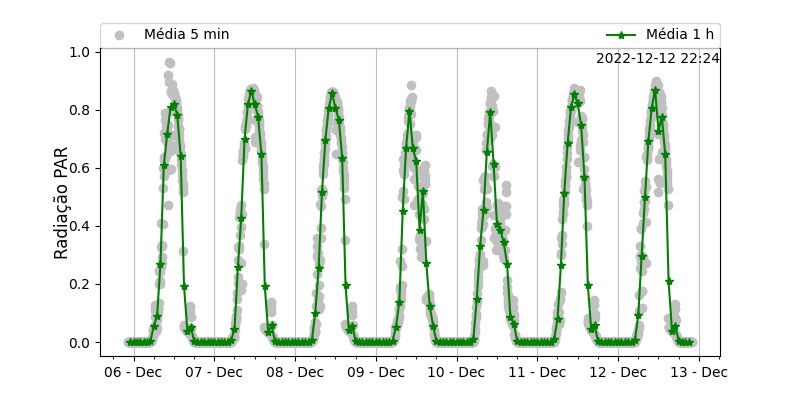 Média 5 min
Média 1 h
2022-12-12 22:24
Radiação PAR
1.0
0.8
0.6
0.4
0.2
0.0
06 - Dec 07 - Dec 08 - Dec 09 - Dec 10 - Dec 11 - Dec 12 - Dec 13 - Dec